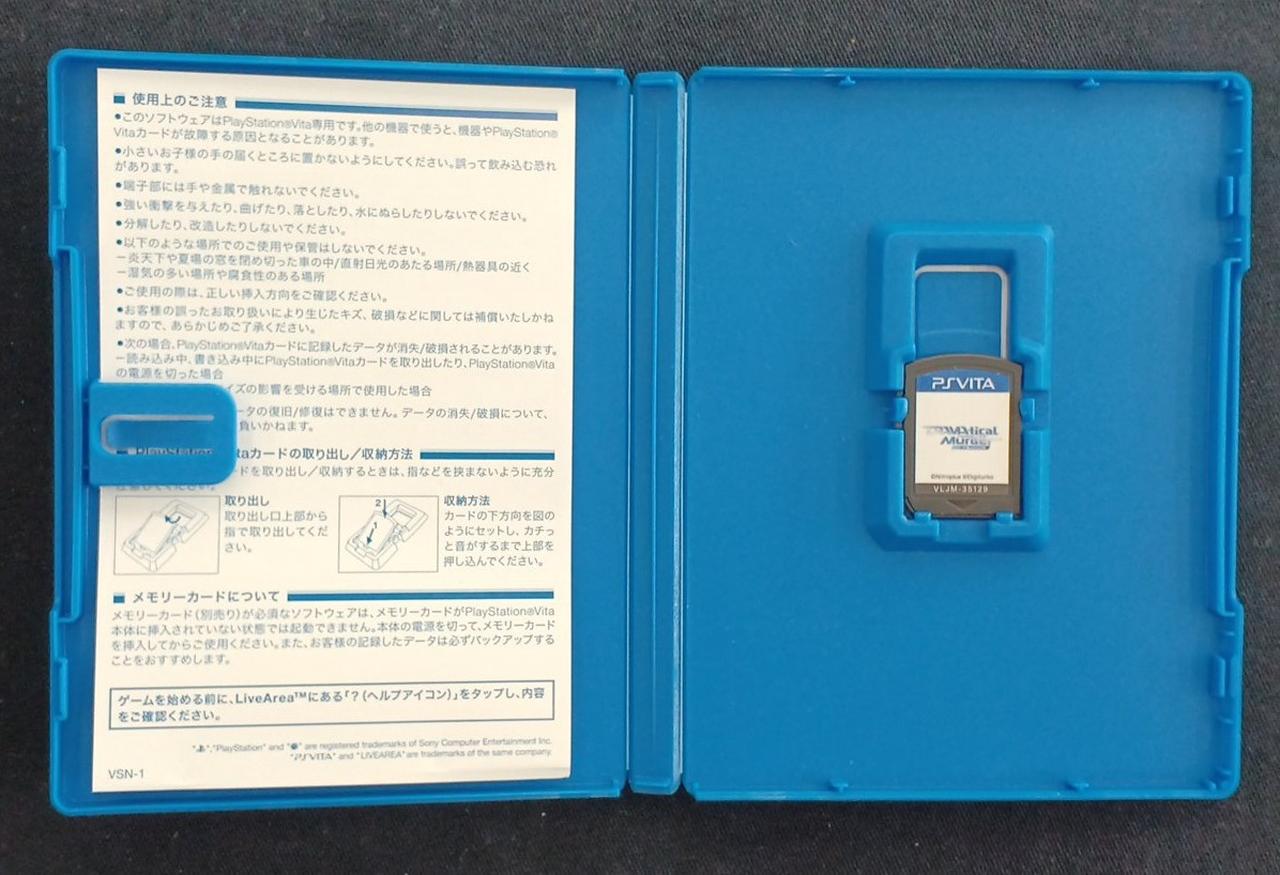 ■ 使用上のご注意
●このソフトウェアはPlayStation®Vita専用です。他の機器で使うと、機器やPlayStation®
Vitaカードが故障する原因となることがあります。
●小さいお子様の手の届くところに置かないようにしてください。誤って飲み込む恐れ
があります。
●端子部には手や金属で触れないでください。
●強い衝撃を与えたり、曲げたり、落としたり、水にぬらしたりしないでください。
●分解したり、改造したりしないでください。
●以下のような場所でのご使用や保管はしないでください。
－炎天下や夏場の窓を閉め切った車の中/直射日光のあたる場所/熱器具の近く
－湿気の多い場所や腐食性のある場所
●ご使用の際は、正しい挿入方向をご確認ください。
●お客様の誤ったお取り扱いにより生じたキズ、破損などに関しては補償いたしかね
ますので、あらかじめご了承ください。
●次の場合、PlayStation®Vitaカードに記録したデータが消失/破損されることがあります。
－読み込み中、書き込み中にPlayStation®Vitaカードを取り出したり、PlayStation®Vita
の電源を切った場合
イズの影響を受ける場所で使用した場合
ータの復旧/修復はできません。データの消失/破損について、
負いかねます。
■ PlayStation taカードの取り出し／収納方法
ドを取り出し／収納するときは、指などを挟まないように充分
取り出し
取り出し口上部から
指で取り出してくだ
さい。
2
1
収納方法
カードの下方向を図の
ようにセットし、カチっ
と音がするまで上部を
押し込んでください。
■ メモリーカードについて
メモリーカード（別売り）が必須なソフトウェアは、メモリーカードがPlayStation®Vita
本体に挿入されていない状態では起動できません。本体の電源を切って、メモリーカード
を挿入してからご使用ください。また、お客様の記録したデータは必ずバックアップする
ことをおすすめします。
ゲームを始める前に、LiveArea™にある「？（ヘルプアイコン）」をタップし、内容
をご確認ください。
" ", "PlayStation" and " " are registered trademarks of Sony Computer Entertainment Inc.
"PSVITA" and "LIVEAREA" are trademarks of the same company.
VSN-1
PSVITA
Murder
©Nitroplus ©Digiturbo
VLJM-35129